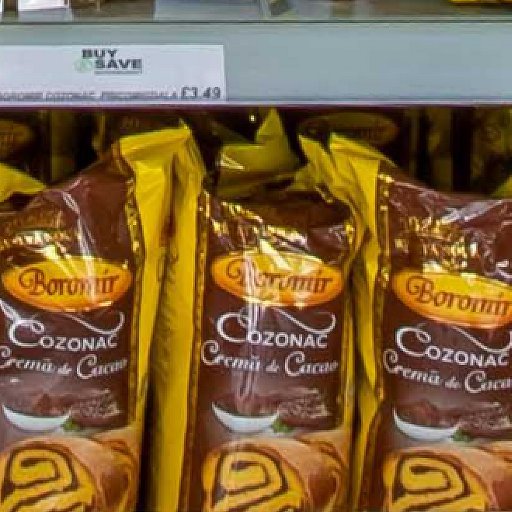 BUY
& SAVE
BOROMIR COZONAC £3.49
Boromir
COZONAC
Cremă de Cacao
Boromir
COZONAC
Cremă de Cacao
Boromir
COZONAC
Cremă de Cacao